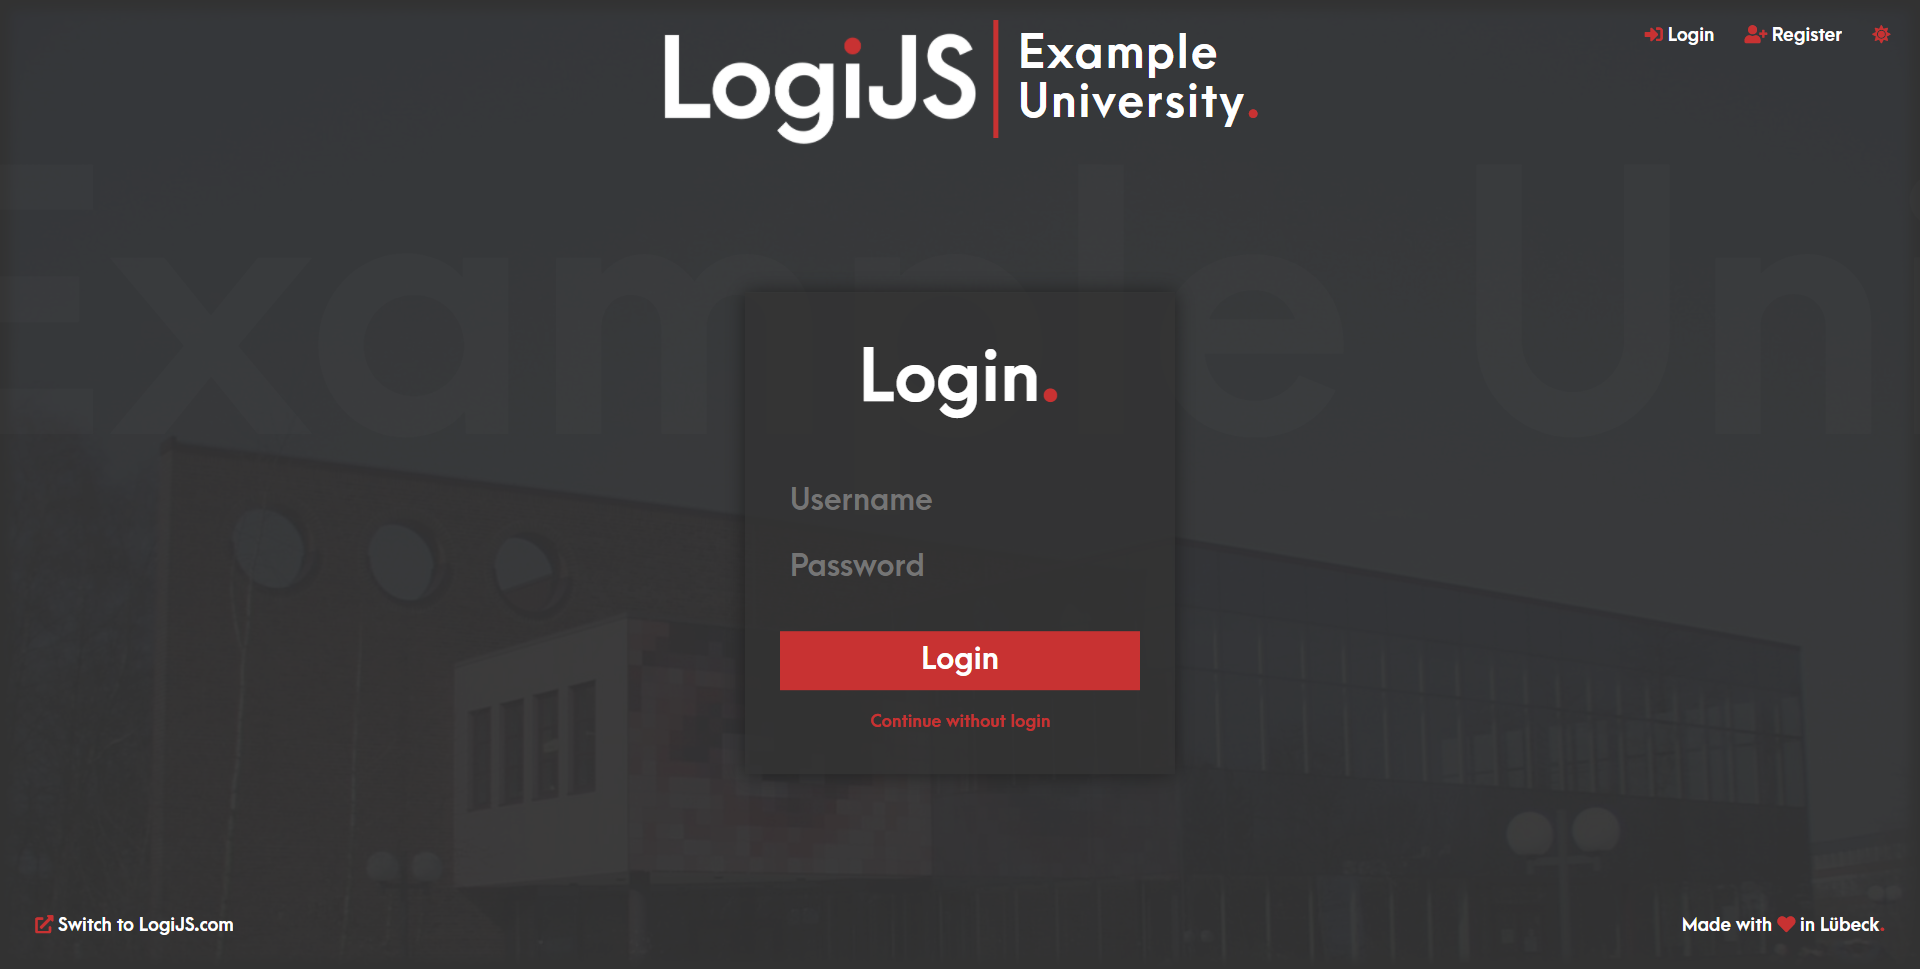 LogiJS
Example
University.
Login
Register
Example Un
Login.
Username
Password
Login
Continue without login
Switch to LogiJS.com
Made with ❤ in Lübeck.